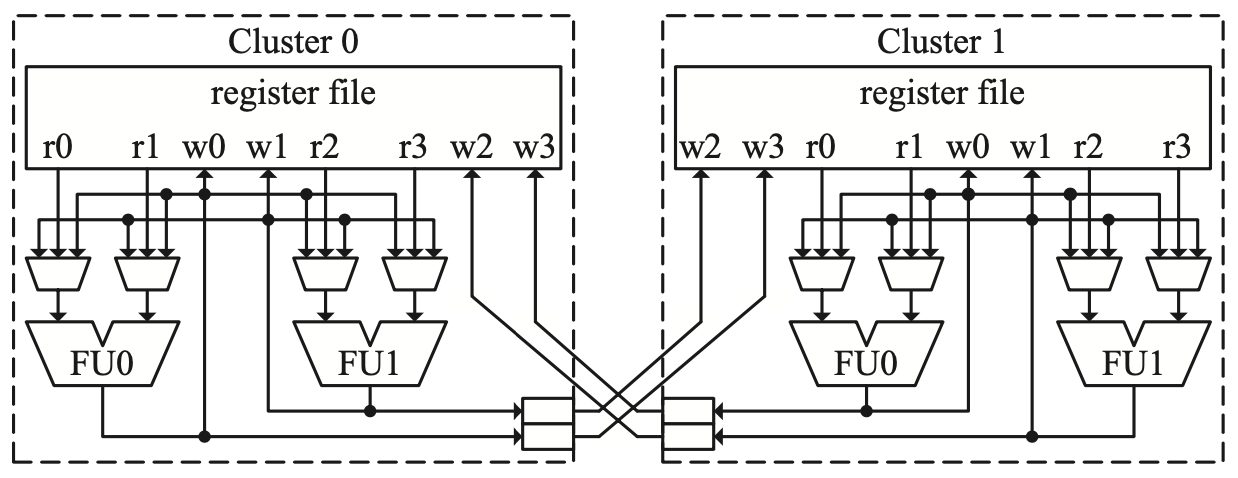 Cluster 0
register file
r0 r1 w0 w1 r2 r3 w2 w3
FU0 FU1
Cluster 1
register file
w2 w3 r0 r1 w0 w1 r2 r3
FU0 FU1